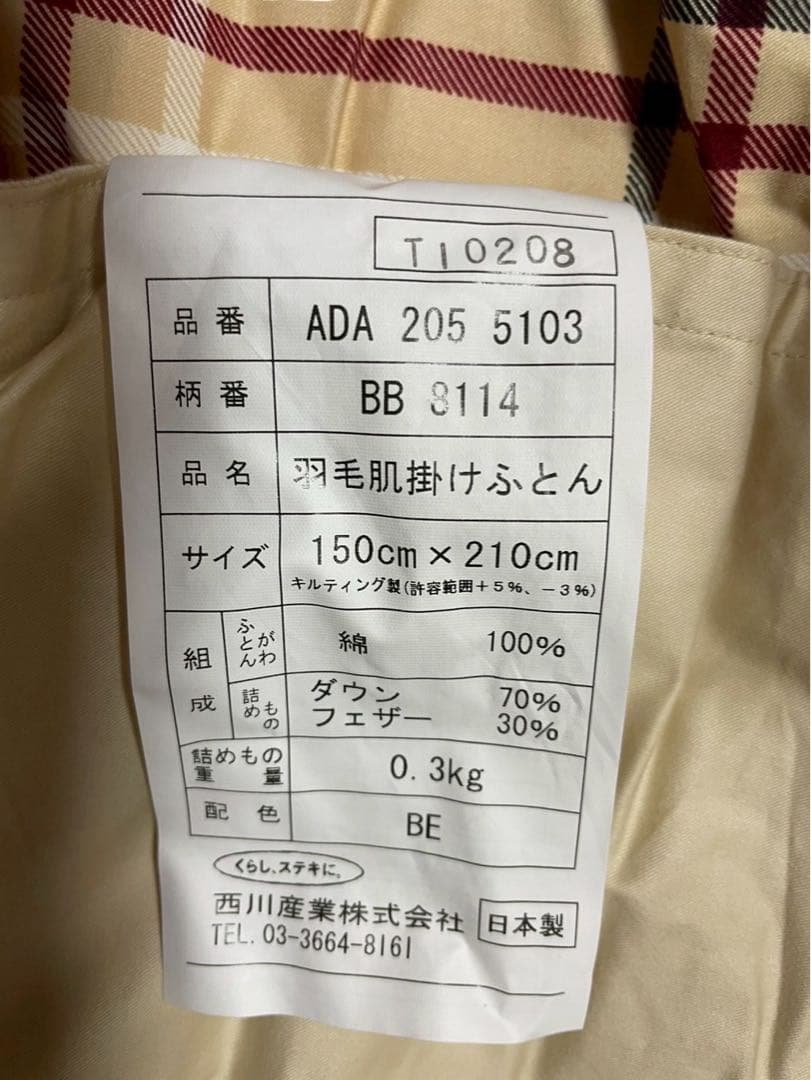 T10208
品番 ADA 205 5103
柄番 BB 8114
品名 羽毛肌掛けふとん
サイズ 150cm×210cm
キルティング製(許容範囲+5%、-3%)
組成 ふとんがわ 綿 100%
詰めもの ダウン 70%
フェザー 30%
詰めもの重量 0.3kg
配色 BE
くらし、ステキに。
西川産業株式会社 日本製
TEL. 03-3664-8161